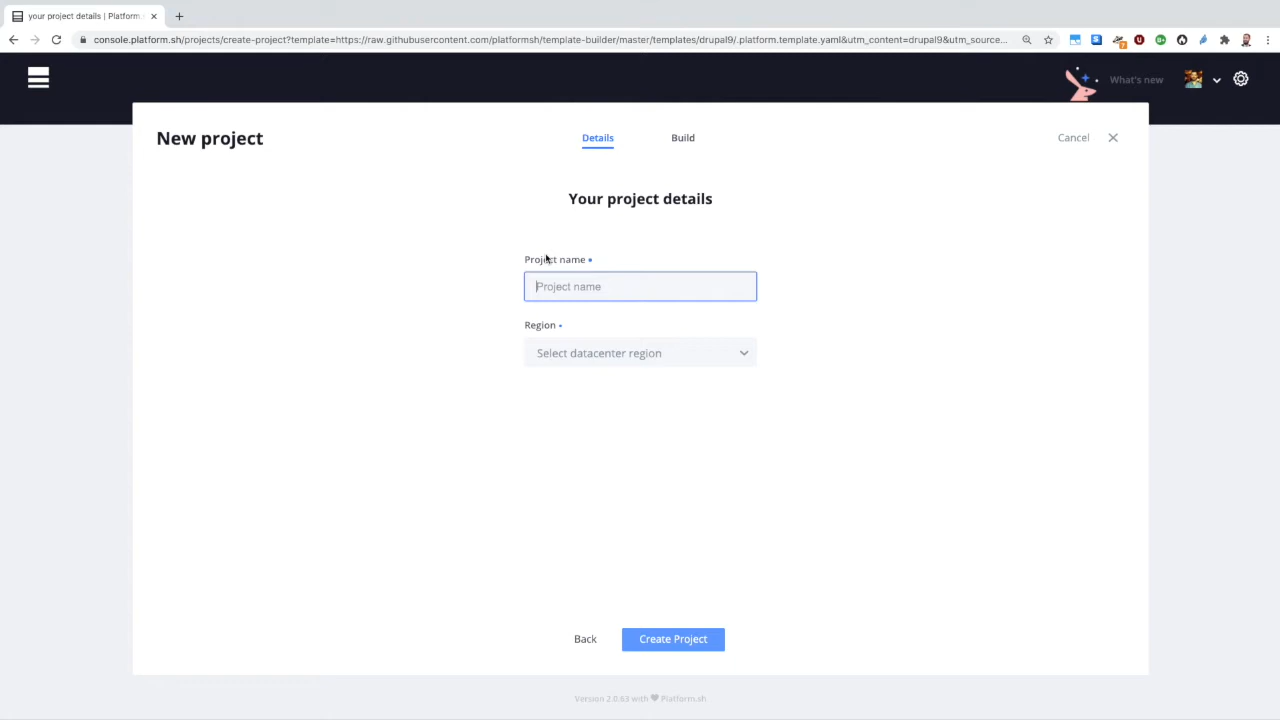 your project details | Platform.
console.platform.sh/projects/create-project?template=https://raw.githubusercontent.com/platformsh/template-builder/master/templates/drupal9/.platform.template.yaml&utm_content=drupal9&utm_source...
7
9+
What's new
New project
Details
Build
Cancel
Your project details
Project name
Project name
Region
Select datacenter region
Back
Create Project
Version 2.0.63 with Platform.sh